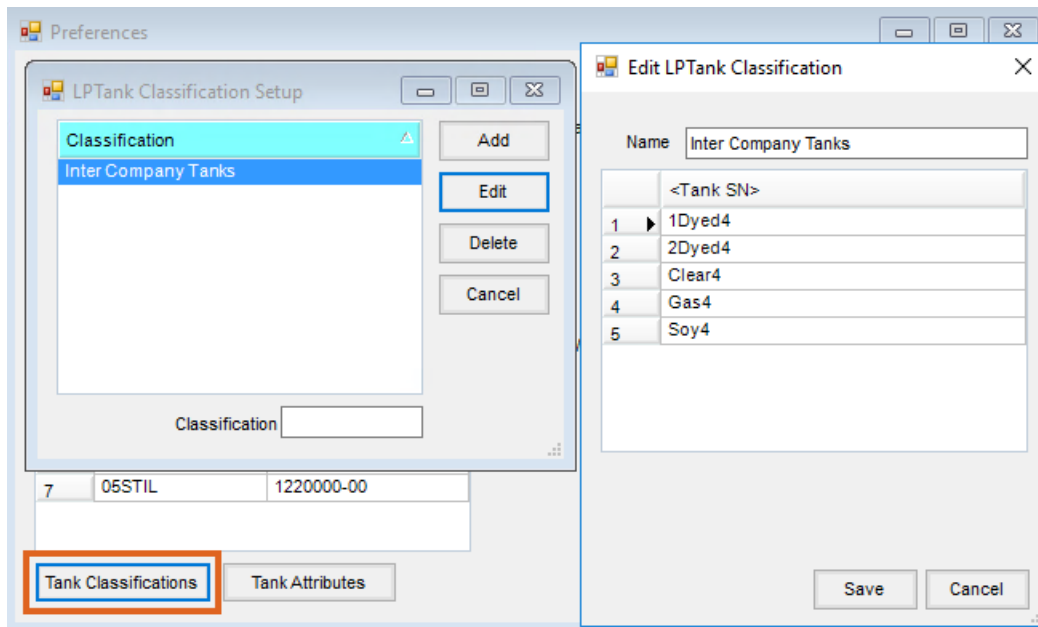 Preferences
LPTank Classification Setup
Classification
Inter Company Tanks
Add
Edit
Delete
Cancel
Classification
7 05STIL 1220000-00
Tank Classifications Tank Attributes
Edit LPTank Classification
Name Inter Company Tanks
<Tank SN>
1 1Dyed4
2 2Dyed4
3 Clear4
4 Gas4
5 Soy4
Save Cancel